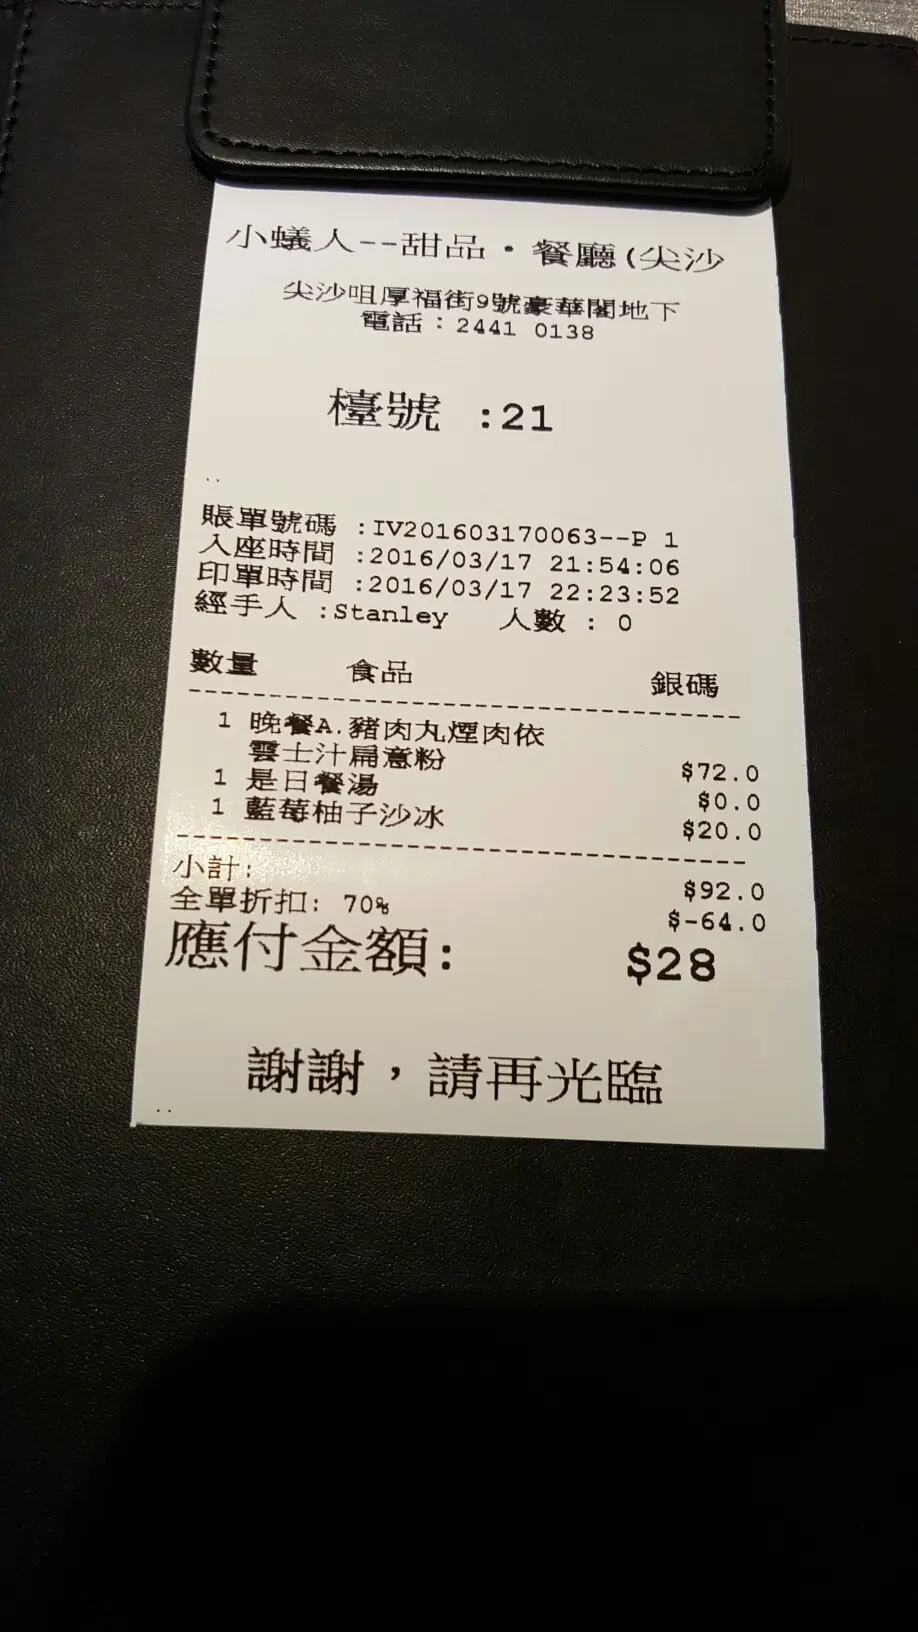 小蟻人--甜品・餐廳(尖沙
尖沙咀厚福街9號豪華閣地下
電話：2441 0138
檯號 :21
..
賬單號碼 :IV201603170063--P 1
入座時間 :2016/03/17 21:54:06
印單時間 :2016/03/17 22:23:52
經手人 :Stanley 人數 : 0
數量 食品 銀碼
1 晚餐A.豬肉丸煙肉依
雲士汁扁意粉 $72.0
1 是日餐湯 $0.0
1 藍莓柚子沙冰 $20.0
小計: $92.0
全單折扣: 70% $-64.0
應付金額: $28
謝謝，請再光臨
..